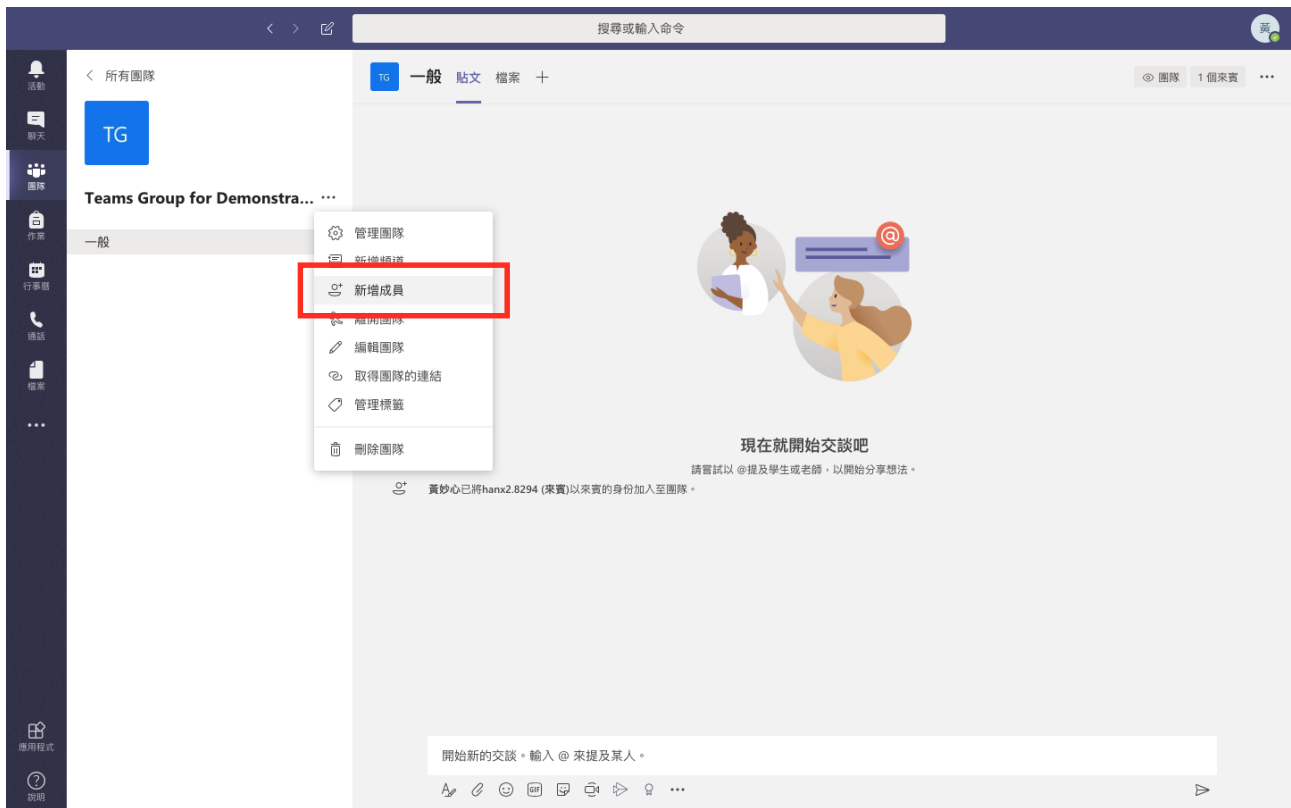 搜尋或輸入命令
黃
活動
聊天
團隊
作業
行事曆
通話
檔案
應用程式
說明
所有團隊
TG
Teams Group for Demonstra... ...
一般
管理團隊
新增頻道
新增成員
離開團隊
編輯團隊
取得團隊的連結
管理標籤
刪除團隊
TG 一般 貼文 檔案
團隊 1 個來賓
@
現在就開始交談吧
請嘗試以 @提及學生或老師，以開始分享想法。
黃妙心已將hanx2.8294 (來賓)以來賓的身份加入至團隊。
開始新的交談。輸入 @ 來提及某人。
GIF